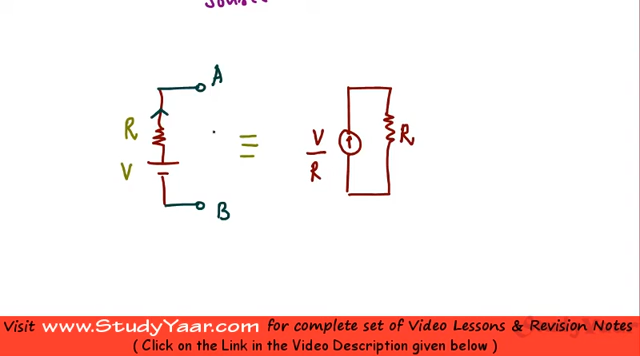 A
R
V
B
≡
V
R
R
Visit www.StudyYaar.com for complete set of Video Lessons & Revision Notes
( Click on the Link in the Video Description given below )